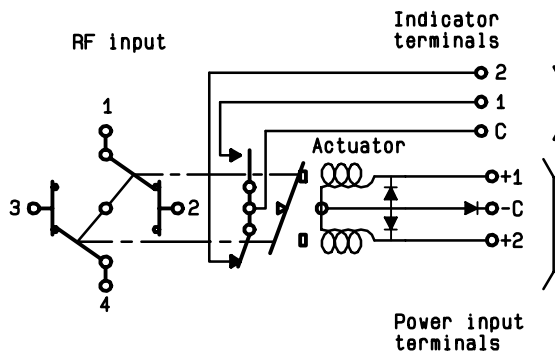 Indicator
terminals
RF input
2
1
1
C
Actuator
+1
3
2
-C
+2
4
Power input
terminals